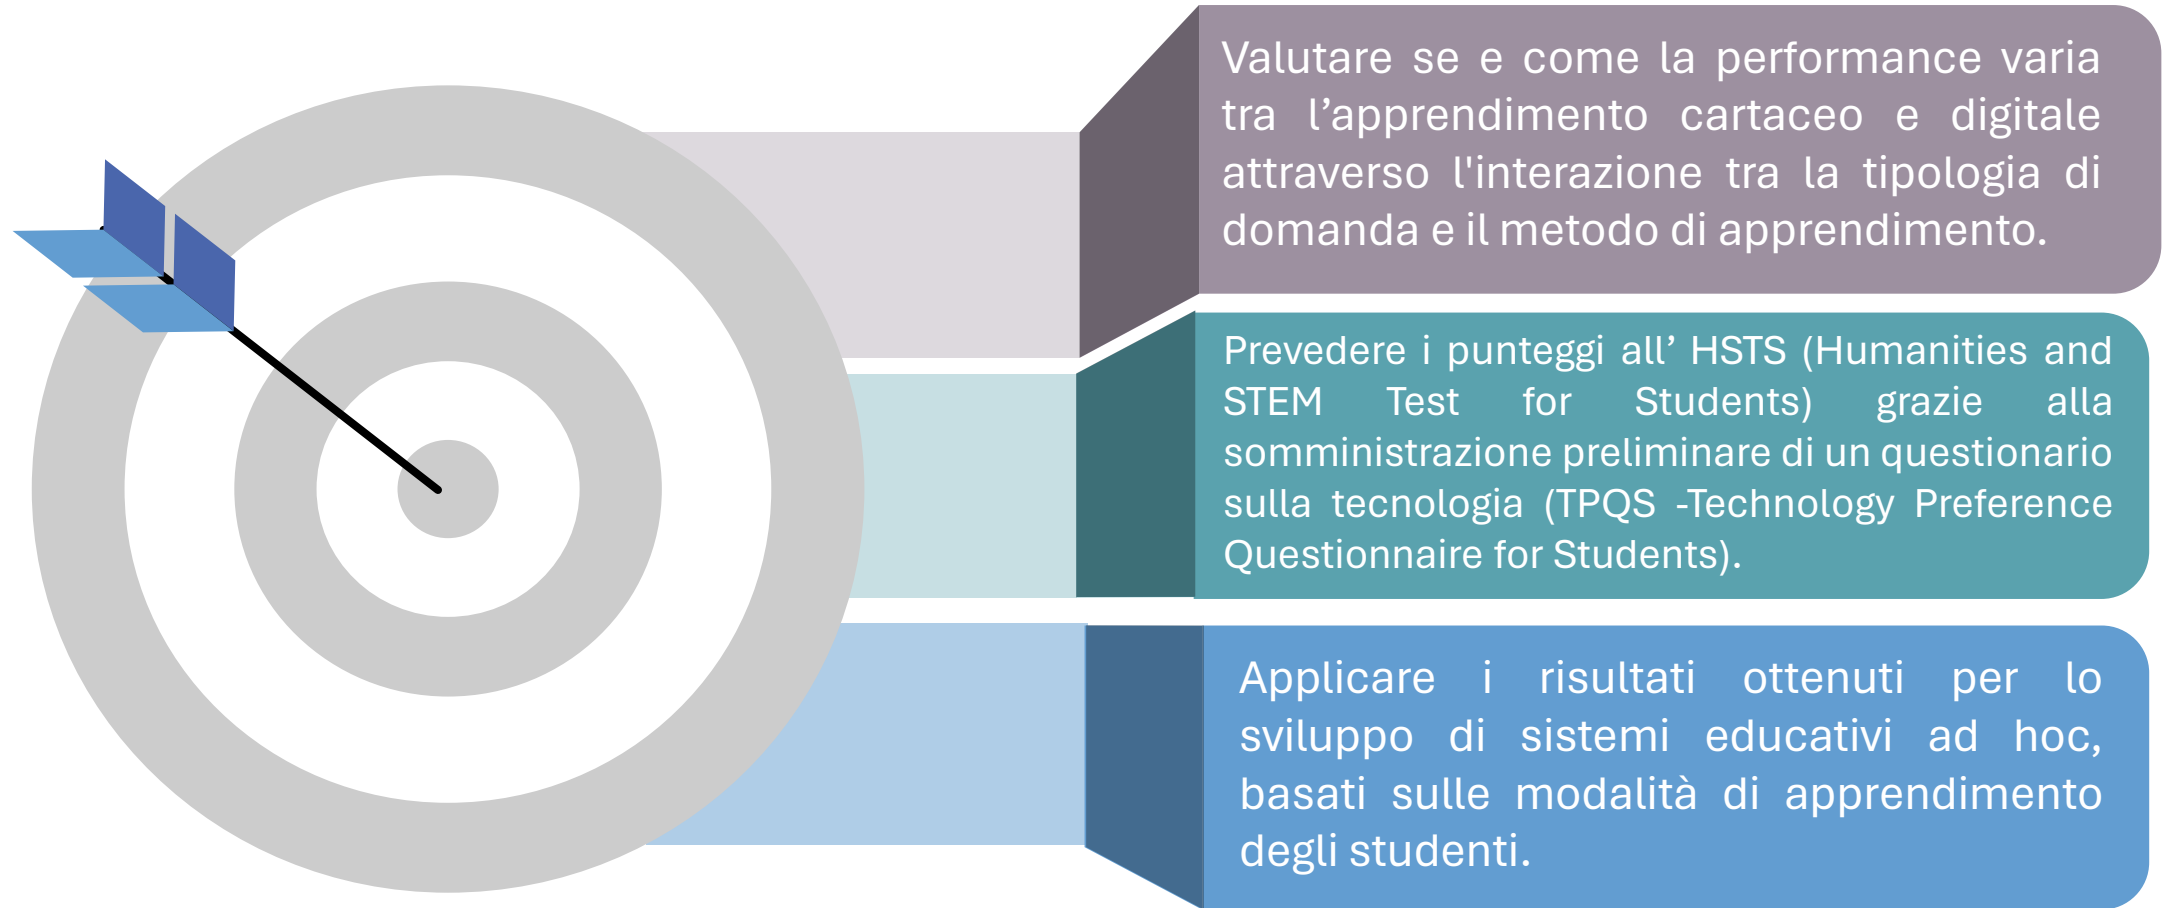 Valutare se e come la performance varia
tra l’apprendimento cartaceo e digitale
attraverso l'interazione tra la tipologia di
domanda e il metodo di apprendimento.
Prevedere i punteggi all’ HSTS (Humanities and
STEM Test for Students) grazie alla
somministrazione preliminare di un questionario
sulla tecnologia (TPQS -Technology Preference
Questionnaire for Students).
Applicare i risultati ottenuti per lo
sviluppo di sistemi educativi ad hoc,
basati sulle modalità di apprendimento
degli studenti.